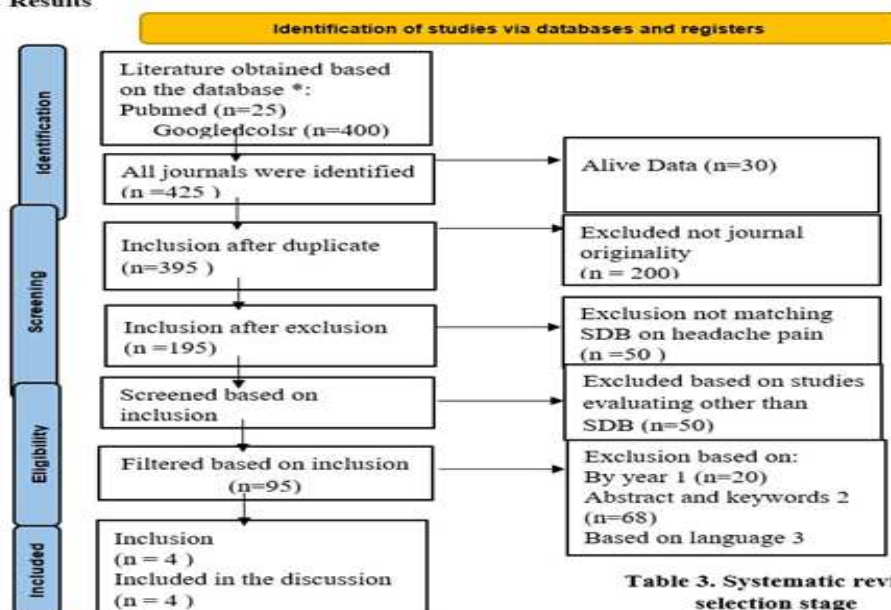 Results
Identification of studies via databases and registers
Identification
Literature obtained based
on the database *:
Pubmed (n=25)
Googledcolsr (n=400)
All journals were identified
(n =425 )
Alive Data (n=30)
Screening
Inclusion after duplicate
(n=395 )
Excluded not journal
originality
(n = 200)
Inclusion after exclusion
(n =195)
Exclusion not matching
SDB on headache pain
(n =50 )
Eligibility
Screened based on
inclusion
Excluded based on studies
evaluating other than
SDB (n=50)
Filtered based on inclusion
(n=95)
Exclusion based on:
By year 1 (n=20)
Abstract and keywords 2
(n=68)
Based on language 3
Included
Inclusion
(n = 4 )
Included in the discussion
(n = 4 )
Table 3. Systematic revi
selection stage